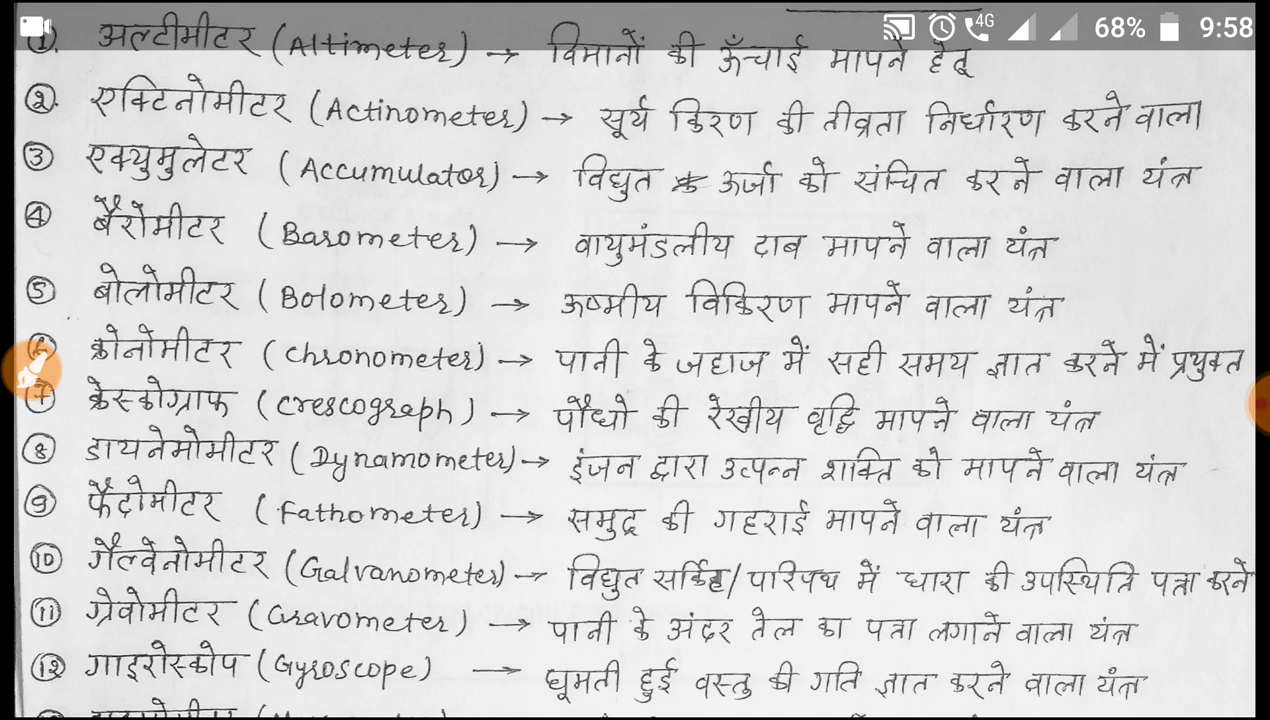 4G 68% 9:58
① अल्टीमीटर (Altimeter) → विमानों की ऊँचाई मापने हेतु
② एक्टिनोमीटर (Actinometer) → सूर्य किरण की तीव्रता निर्धारण करने वाला
③ एक्युमुलेटर (Accumulator) → विद्युत ऊर्जा को संचित करने वाला यंत्र
④ बैरोमीटर (Barometer) → वायुमंडलीय दाब मापने वाला यंत्र
⑤ बोलोमीटर (Bolometer) → ऊष्मीय विकिरण मापने वाला यंत्र
⑥ क्रोनोमीटर (Chronometer) → पानी के जहाज में सही समय ज्ञात करने में प्रयुक्त
⑦ क्रेस्कोग्राफ (Crescograph) → पौधो की रेखीय वृद्धि मापने वाला यंत्र
⑧ डायनेमोमीटर (Dynamometer) → इंजन द्वारा उत्पन्न शक्ति को मापने वाला यंत्र
⑨ फैदोमीटर (Fathometer) → समुद्र की गहराई मापने वाला यंत्र
⑩ गैल्वेनोमीटर (Galvanometer) → विद्युत सर्किट/परिपथ में धारा की उपस्थिति पता करने
⑪ ग्रेवोमीटर (Gravometer) → पानी के अंदर तेल का पता लगाने वाला यंत्र
⑫ गाइरोस्कोप (Gyroscope) → घूमती हुई वस्तु की गति ज्ञात करने वाला यंत्र